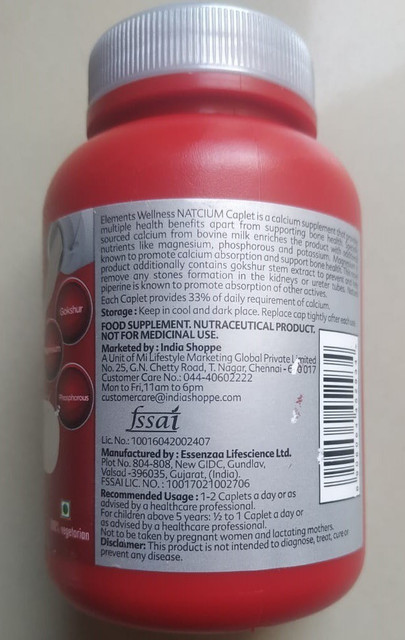 Elements Wellness NATCIUM Caplet is a calcium supplement that
multiple health benefits apart from supporting bone health.
sourced calcium from bovine milk enriches the product with
nutrients like magnesium, phosphorous and potassium.
known to promote calcium absorption and support bone health.
product additionally contains gokshur stem extract to prevent and
remove any stones formation in the kidneys or ureter tubes.
piperine is known to promote absorption of other actives.
Each Caplet provides 33% of daily requirement of calcium.
Storage : Keep in cool and dark place. Replace cap tightly after each
FOOD SUPPLEMENT. NUTRACEUTICAL PRODUCT.
NOT FOR MEDICINAL USE.
Marketed by : India Shoppe
A Unit of Mi Lifestyle Marketing Global Private Limited
No. 25, G.N. Chetty Road, T. Nagar, Chennai - 017
Customer Care No.: 044-40602222
Mon to Fri,11am to 6pm
customercare@indiashoppe.com
fssai
Lic. No.: 10016042002407
Manufactured by : Essenzaa Lifescience Ltd.
Plot No. 804-808, New GIDC, Gundlav,
Valsad -396035, Gujarat, (India).
FSSAI LIC. NO. : 10017021002706
Recommended Usage : 1-2 Caplets a day or as
advised by a healthcare professional.
For children above 5 years: ½ to 1 Caplet a day or
as advised by a healthcare professional.
Not to be taken by pregnant women and lactating mothers.
Disclaimer: This product is not intended to diagnose, treat, cure or
prevent any disease.
Gokshur
Phosphorous
vegetarian